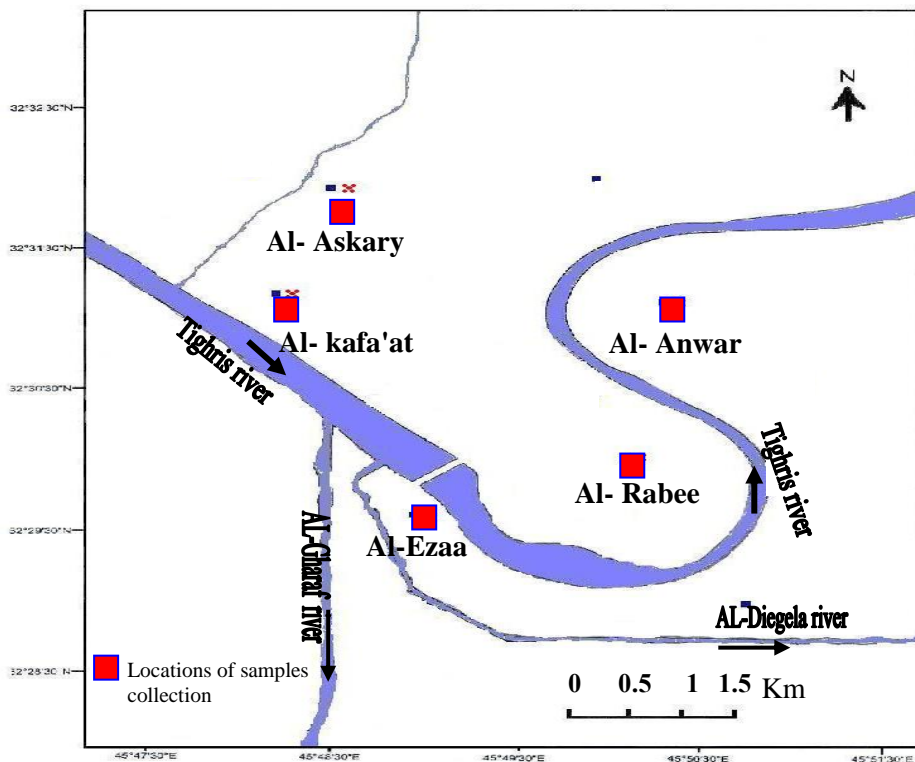 N
32°32'30"N
Al- Askary
32°31'30"N
Al- kafa'at
Al- Anwar
Tighris river
32°30'30"N
Tighris river
Al- Rabee
32°29'30"N
Al-Ezaa
AL-Gharaf river
AL-Diegela river
32°28'30"N
Locations of samples
collection
0 0.5 1 1.5 Km
45°47'30"E 45°48'30"E 45°49'30"E 45°50'30"E 45°51'30"E